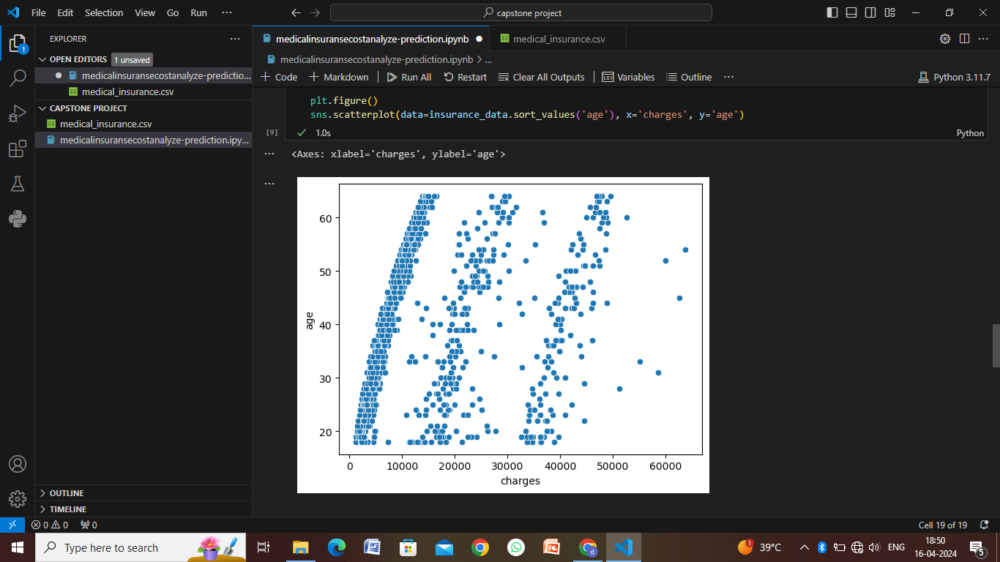 File Edit Selection View Go Run ··· capstone project
EXPLORER ···
OPEN EDITORS 1 unsaved
medicalinsuransecostanalyze-predictio...
medical_insurance.csv
CAPSTONE PROJECT
medical_insurance.csv
medicalinsuransecostanalyze-prediction.ipy...
OUTLINE
TIMELINE
1
medicalinsuransecostanalyze-prediction.ipynb
medical_insurance.csv
medicalinsuransecostanalyze-prediction.ipynb > ...
+ Code + Markdown Run All Restart Clear All Outputs Variables Outline ··· Python 3.11.7
plt.figure()
sns.scatterplot(data=insurance_data.sort_values('age'), x='charges', y='age')
[9] 1.0s Python
<Axes: xlabel='charges', ylabel='age'>
60
50
40
30
20
age
0 10000 20000 30000 40000 50000 60000
charges
0 0 0 Cell 19 of 19
Type here to search W PE d 1 39°C ENG 18:50
16-04-2024 5